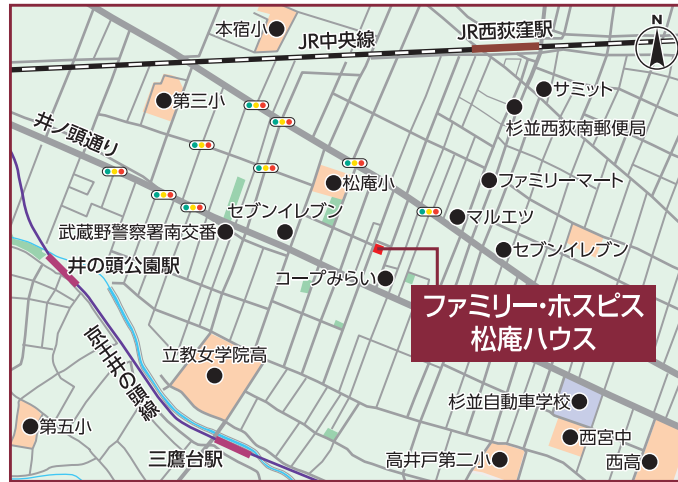 本宿小
JR中央線
JR西荻窪駅
N
サミット
第三小
杉並西荻南郵便局
井ノ頭通り
松庵小
ファミリーマート
セブンイレブン
マルエツ
武蔵野警察署南交番
セブンイレブン
井の頭公園駅
コープみらい
ファミリー・ホスピス
松庵ハウス
京王井の頭線
立教女学院高
杉並自動車学校
第五小
西宮中
三鷹台駅
高井戸第二小
西高